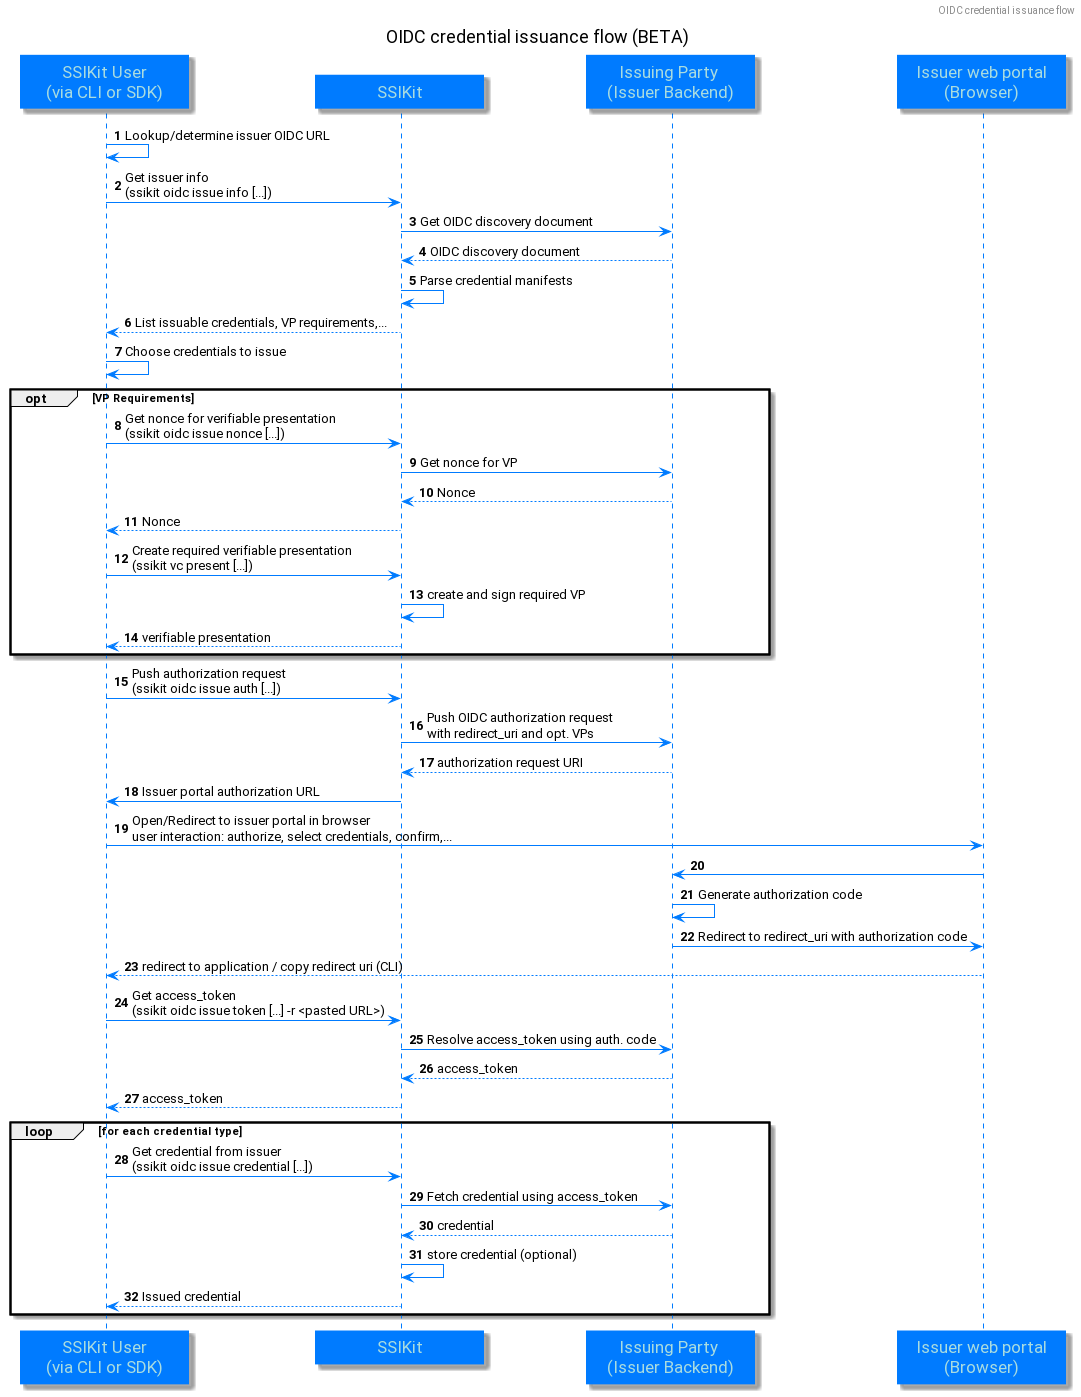 OIDC credential issuance flow
OIDC credential issuance flow (BETA)
SSIKit User
(via CLI or SDK)
SSIKit
Issuing Party
(Issuer Backend)
Issuer web portal
(Browser)
1 Lookup/determine issuer OIDC URL
2 Get issuer info
(ssikit oidc issue info [...])
3 Get OIDC discovery document
4 OIDC discovery document
5 Parse credential manifests
6 List issuable credentials, VP requirements,...
7 Choose credentials to issue
opt [VP Requirements]
8 Get nonce for verifiable presentation
(ssikit oidc issue nonce [...])
9 Get nonce for VP
10 Nonce
11 Nonce
12 Create required verifiable presentation
(ssikit vc present [...])
13 create and sign required VP
14 verifiable presentation
15 Push authorization request
(ssikit oidc issue auth [...])
16 Push OIDC authorization request
with redirect_uri and opt. VPs
17 authorization request URI
18 Issuer portal authorization URL
19 Open/Redirect to issuer portal in browser
user interaction: authorize, select credentials, confirm,...
20
21 Generate authorization code
22 Redirect to redirect_uri with authorization code
23 redirect to application / copy redirect uri (CLI)
24 Get access_token
(ssikit oidc issue token [...] -r <pasted URL>)
25 Resolve access_token using auth. code
26 access_token
27 access_token
loop [for each credential type]
28 Get credential from issuer
(ssikit oidc issue credential [...])
29 Fetch credential using access_token
30 credential
31 store credential (optional)
32 Issued credential
SSIKit User
(via CLI or SDK)
SSIKit
Issuing Party
(Issuer Backend)
Issuer web portal
(Browser)